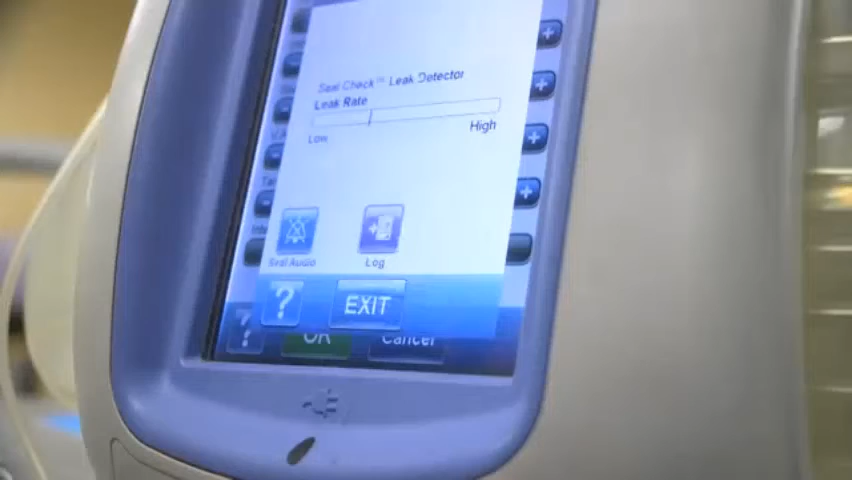 Seal Check™ Leak Detector
Leak Rate
Low
High
Seal Audio
Log
?
EXIT
?
OK
Cancel